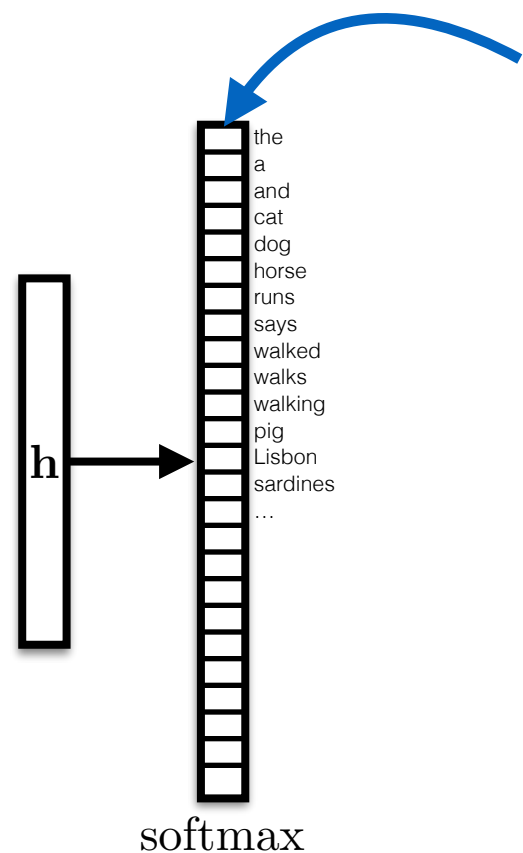 the
a
and
cat
dog
horse
runs
says
walked
walks
walking
pig
Lisbon
sardines
…
h
softmax